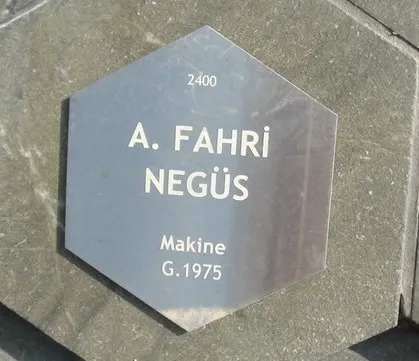 2400
A. FAHRİ
NEGÜS
Makine
G.1975